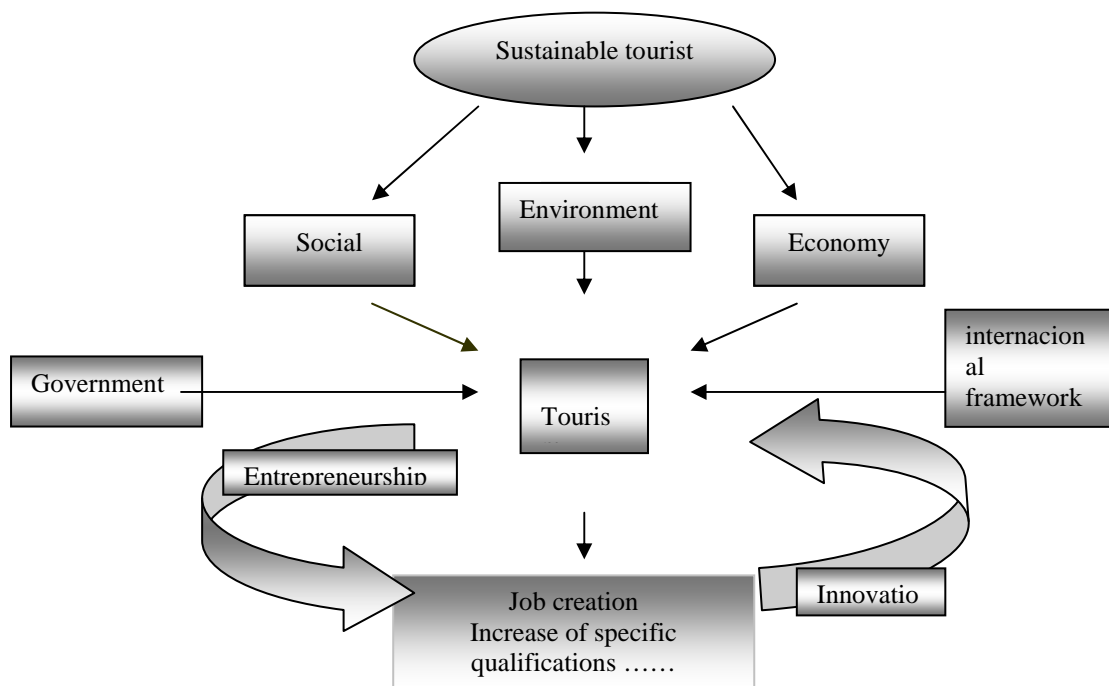 Sustainable tourist
Environment
Social
Economy
internacion
al
framework
Government
Touris
Entrepreneurship
Innovatio
Job creation
Increase of specific
qualifications ……